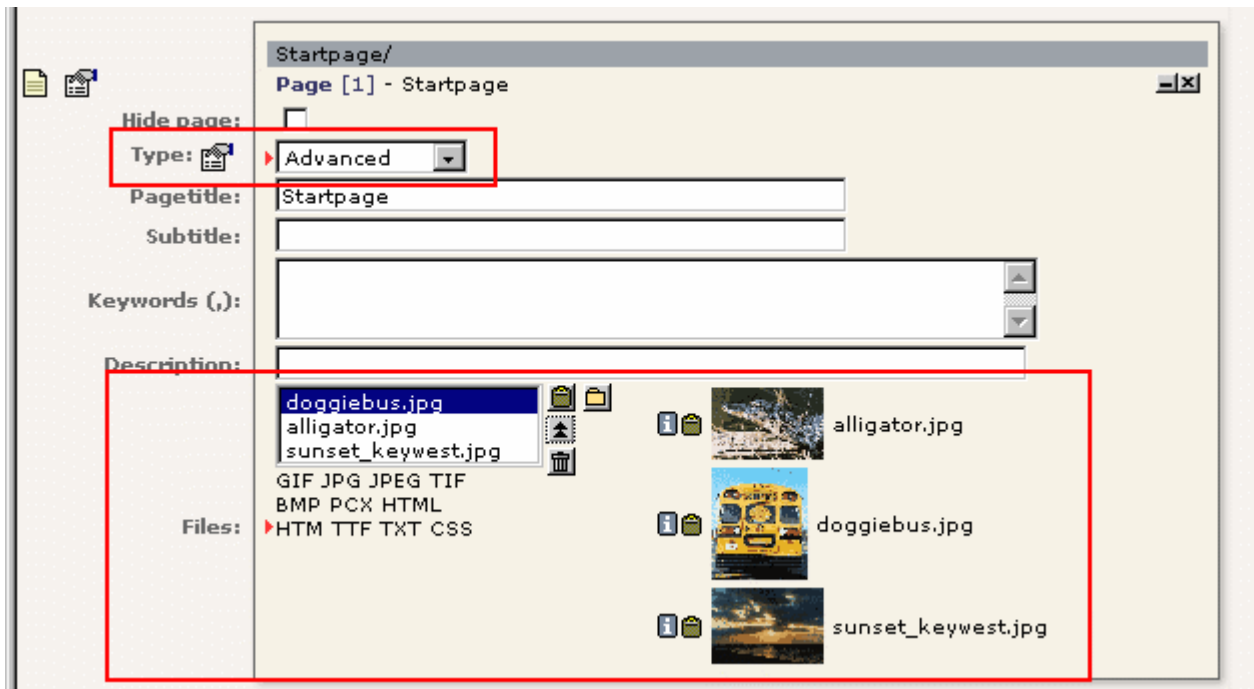 Startpage/
Page [1] - Startpage
Hide page:
Type: Advanced
Pagetitle: Startpage
Subtitle:
Keywords (,):
Description:
doggiebus.jpg
alligator.jpg
sunset_keywest.jpg
GIF JPG JPEG TIF
BMP PCX HTML
Files: HTM TTF TXT CSS
alligator.jpg
doggiebus.jpg
sunset_keywest.jpg